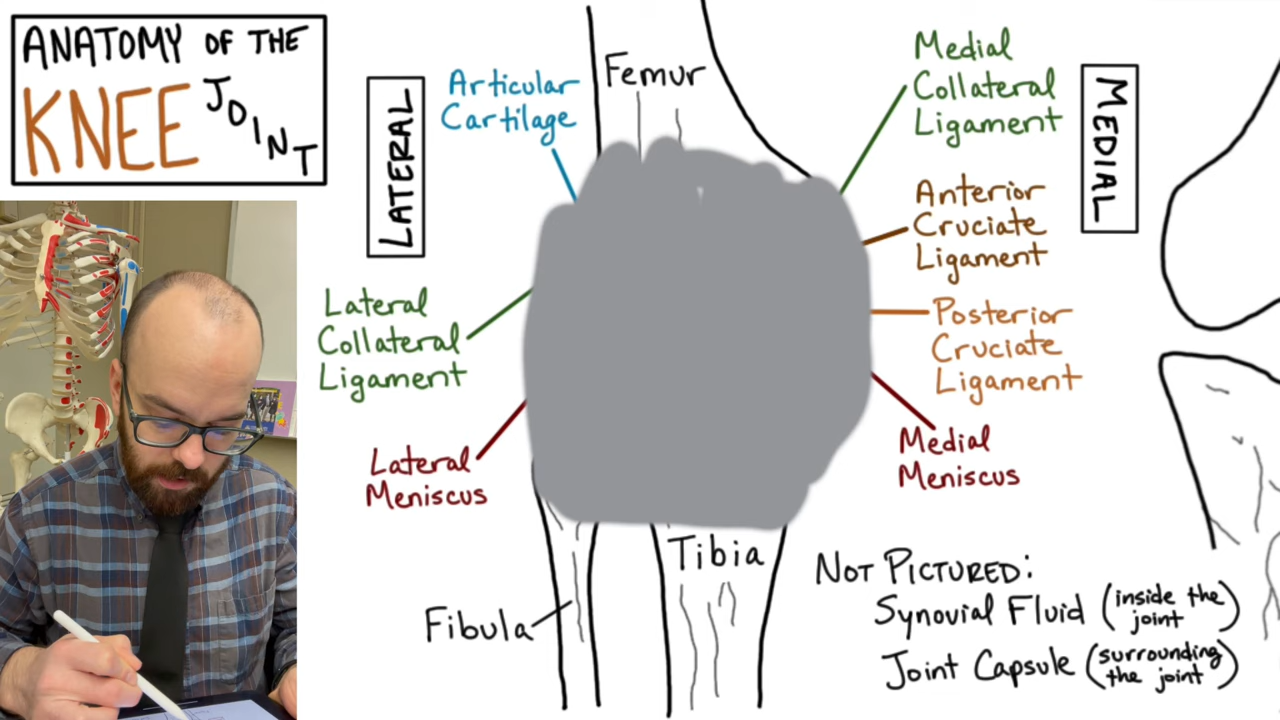 ANATOMY OF THE
KNEE JOINT
LATERAL
Articular
Cartilage
Femur
Medial
Collateral
Ligament
MEDIAL
Anterior
Cruciate
Ligament
Lateral
Collateral
Ligament
Posterior
Cruciate
Ligament
Lateral
Meniscus
Medial
Meniscus
Tibia
Fibula
NOT PICTURED:
Synovial Fluid (inside the joint)
Joint Capsule (surrounding the joint)